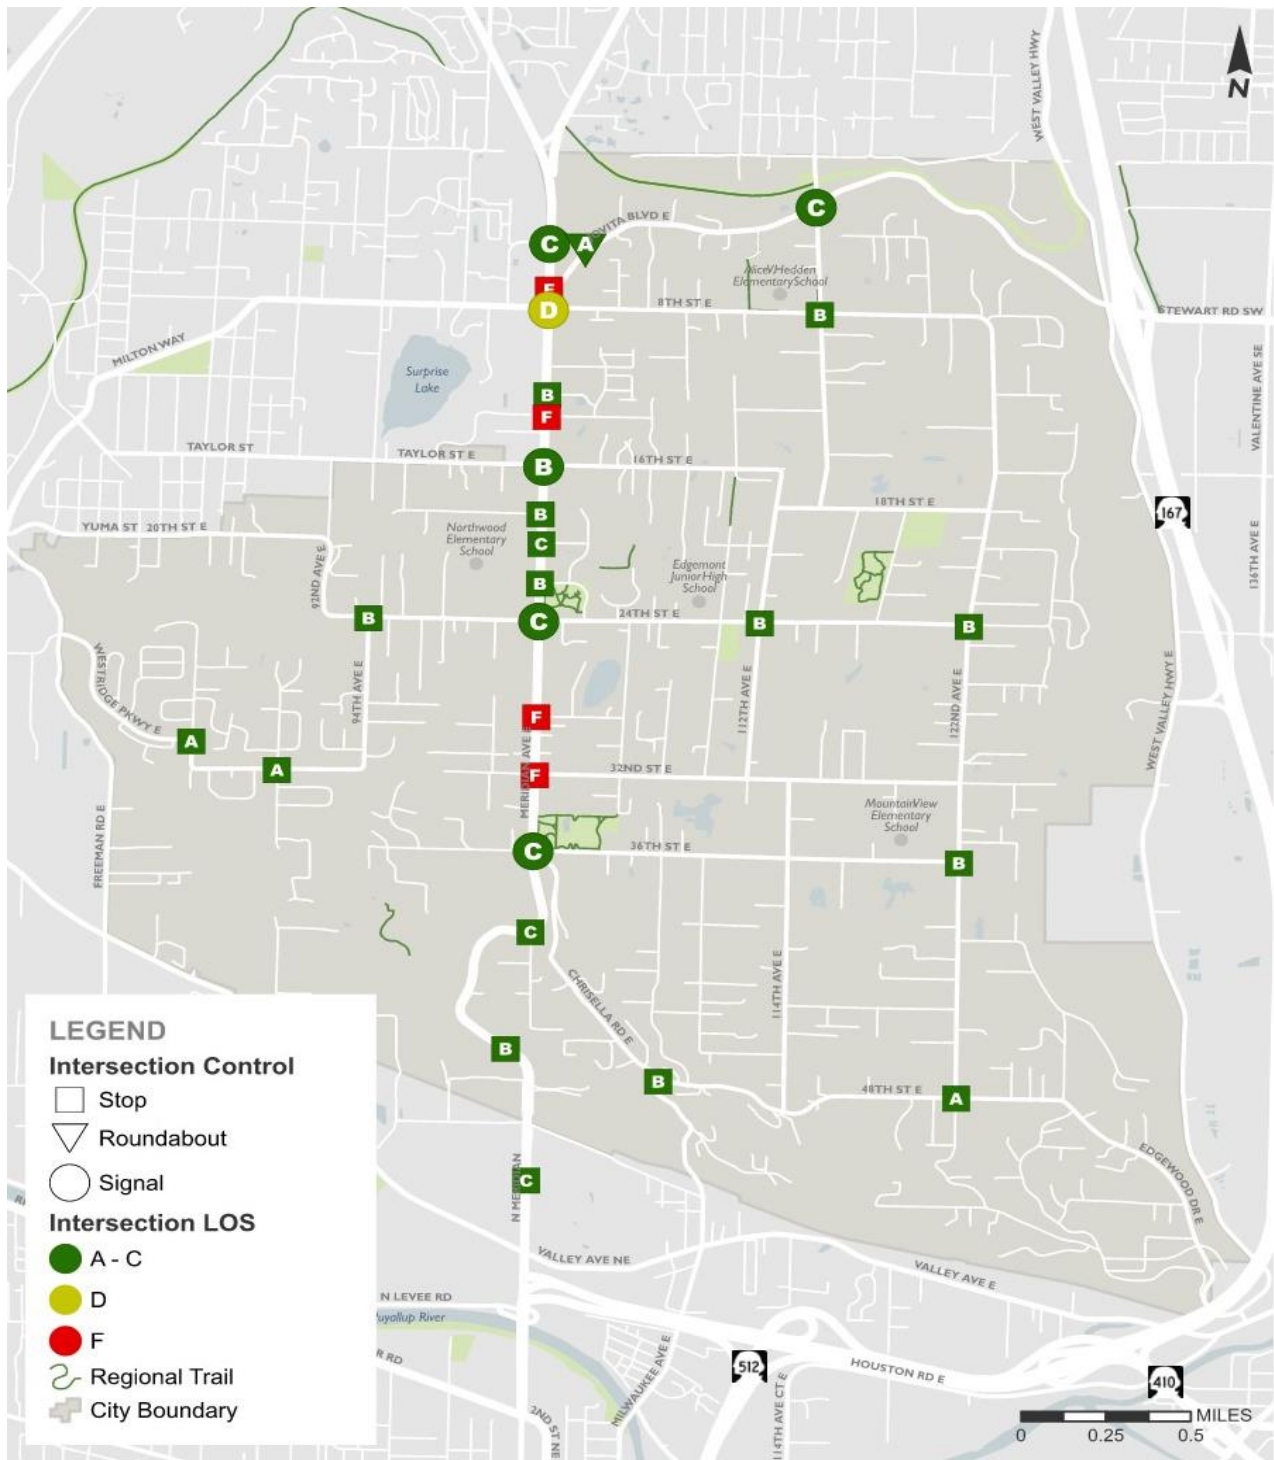 N
WEST VALLEY HWY
C
C
A
JOVITA BLVD E
Alice V Hedden
Elementary School
F
D
8TH ST E
B
STEWART RD SW
MILTON WAY
Surprise
Lake
VALENTINE AVE SE
B
F
TAYLOR ST
TAYLOR ST E
B
16TH ST E
18TH ST E
167
YUMA ST
20TH ST E
Northwood
Elementary
School
B
C
136TH AVE E
92ND AVE E
Edgemont
Junior High
School
B
B
C
24TH ST E
B
B
WESTRIDGE PKWY E
94TH AVE E
112TH AVE E
122ND AVE E
WEST VALLEY HWY E
F
A
A
MERIDIAN AVE E
F
32ND ST E
FREEMAN RD E
Mountain View
Elementary
School
C
36TH ST E
B
C
CHRISELLA RD E
114TH AVE E
B
B
48TH ST E
A
EDGEWOOD DR E
N MERIDIAN
C
VALLEY AVE NE
VALLEY AVE E
N LEVEE RD
Puyallup River
R RD
MILWAUKEE AVE E
512
HOUSTON RD E
410
114TH AVE CT E
2ND ST NE
LEGEND
Intersection Control
Stop
Roundabout
Signal
Intersection LOS
A - C
D
F
Regional Trail
City Boundary
MILES
0 0.25 0.5